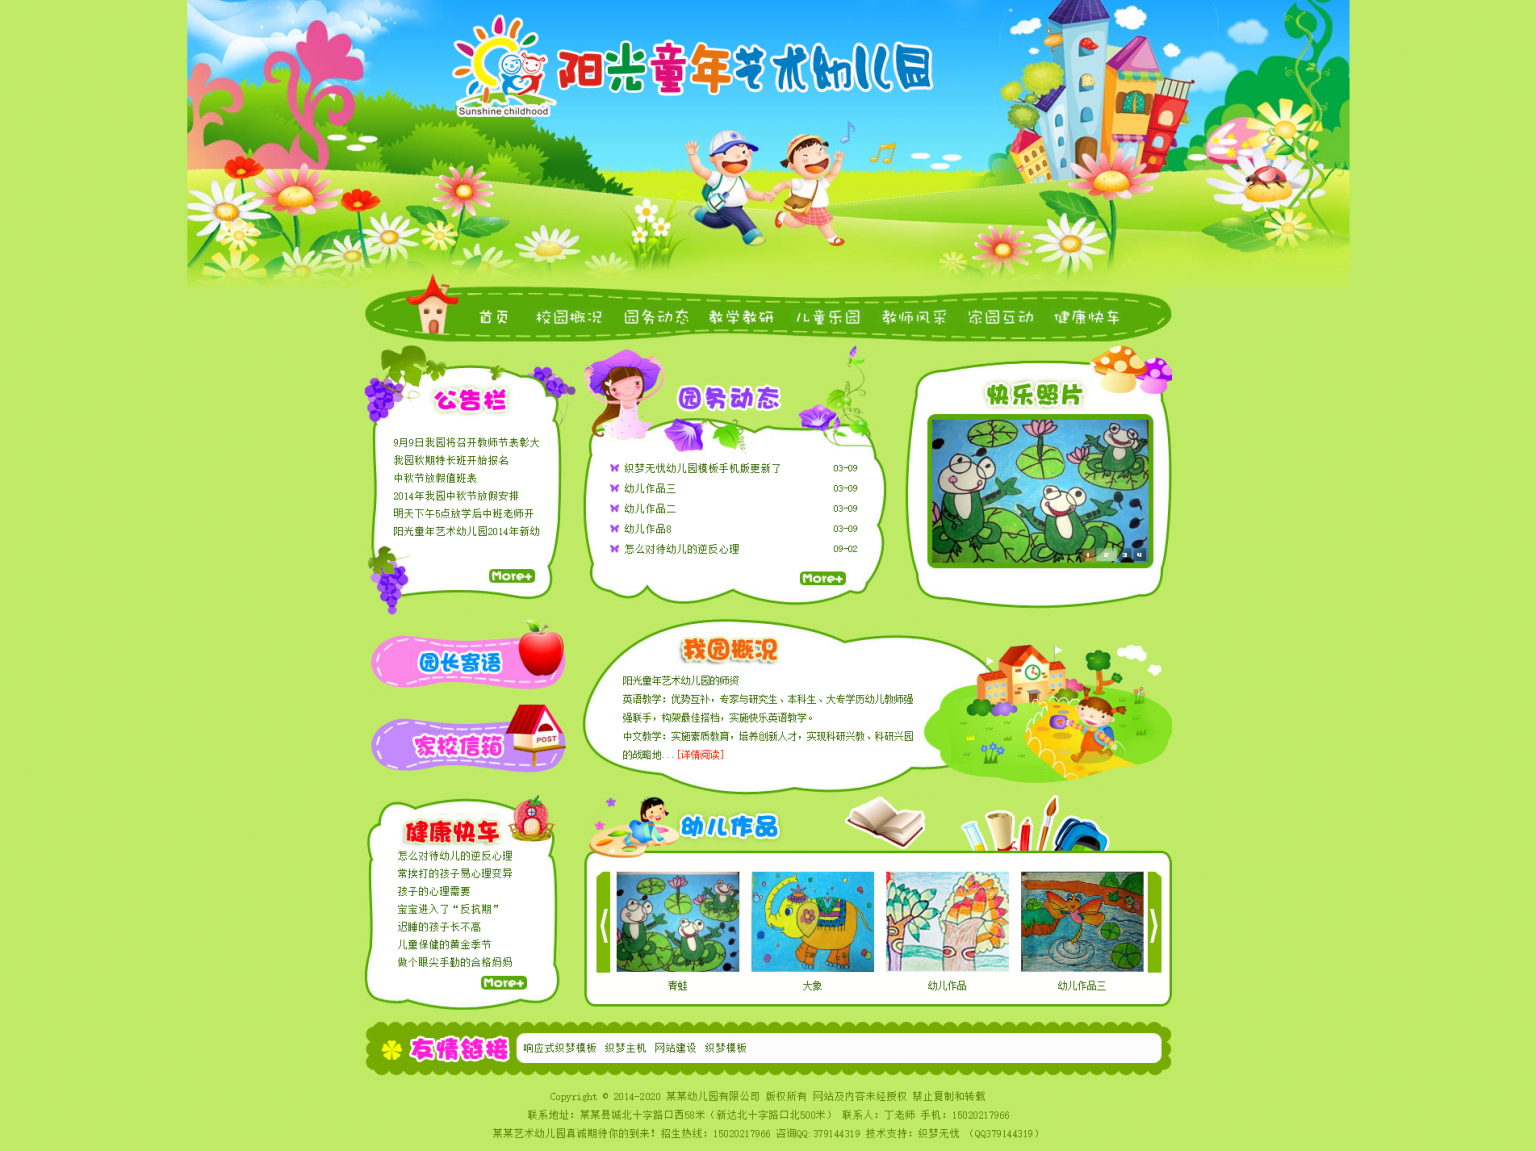 阳光童年艺术幼儿园
Sunshine childhood
首页 校园概况 园务动态 教学教研 儿童乐园 教师风采 家园互动 健康快车
公告栏
9月9日我园将召开教师节表彰大
我园秋期特长班开始报名
中秋节放假值班表
2014年我园中秋节放假安排
明天下午5点放学后中班老师开
阳光童年艺术幼儿园2014年新幼
More+
园务动态
织梦无忧幼儿园模板手机版更新了 03-09
幼儿作品三 03-09
幼儿作品二 03-09
幼儿作品8 03-09
怎么对待幼儿的逆反心理 09-02
More+
快乐照片
1 2 3 4
园长寄语
POST
家校信箱
我园概况
阳光童年艺术幼儿园的师资
英语教学：优势互补，专家与研究生、本科生、大专学历幼儿教师强
强联手，构架最佳搭档，实施快乐英语教学。
中文教学：实施素质教育，培养创新人才，实现科研兴教、科研兴园
的战略地...[详情阅读]
健康快车
怎么对待幼儿的逆反心理
常挨打的孩子易心理变异
孩子的心理需要
宝宝进入了“反抗期”
迟睡的孩子长不高
儿童保健的黄金季节
做个眼尖手勤的合格妈妈
More+
幼儿作品
青蛙 大象 幼儿作品 幼儿作品三
友情链接 响应式织梦模板 织梦主机 网站建设 织梦模板
Copyright © 2014-2020 某某幼儿园有限公司 版权所有 网站及内容未经授权 禁止复制和转载
联系地址：某某县城北十字路口西58米（新达北十字路口北500米） 联系人：丁老师 手机：15020217966
某某艺术幼儿园真诚期待你的到来！招生热线：15020217966 咨询QQ:379144319 技术支持：织梦无忧 （QQ379144319）